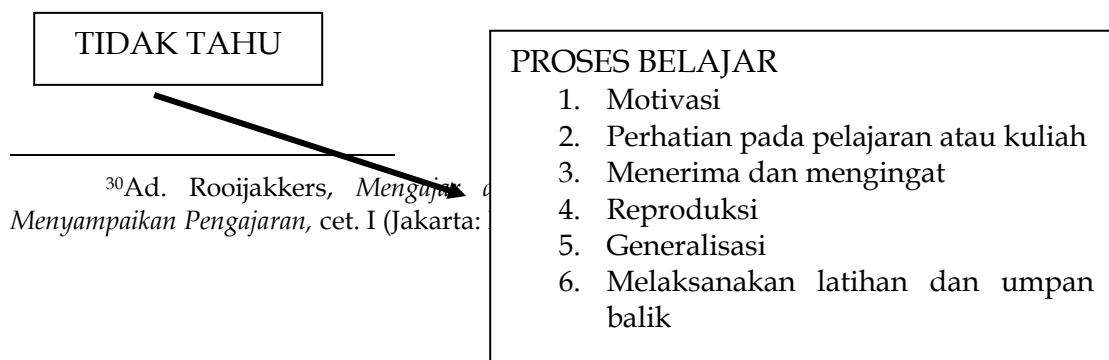 TIDAK TAHU
PROSES BELAJAR
1. Motivasi
2. Perhatian pada pelajaran atau kuliah
3. Menerima dan mengingat
4. Reproduksi
5. Generalisasi
6. Melaksanakan latihan dan umpan
balik
30Ad. Rooijakkers, Mengajar
Menyampaikan Pengajaran, cet. I (Jakarta: